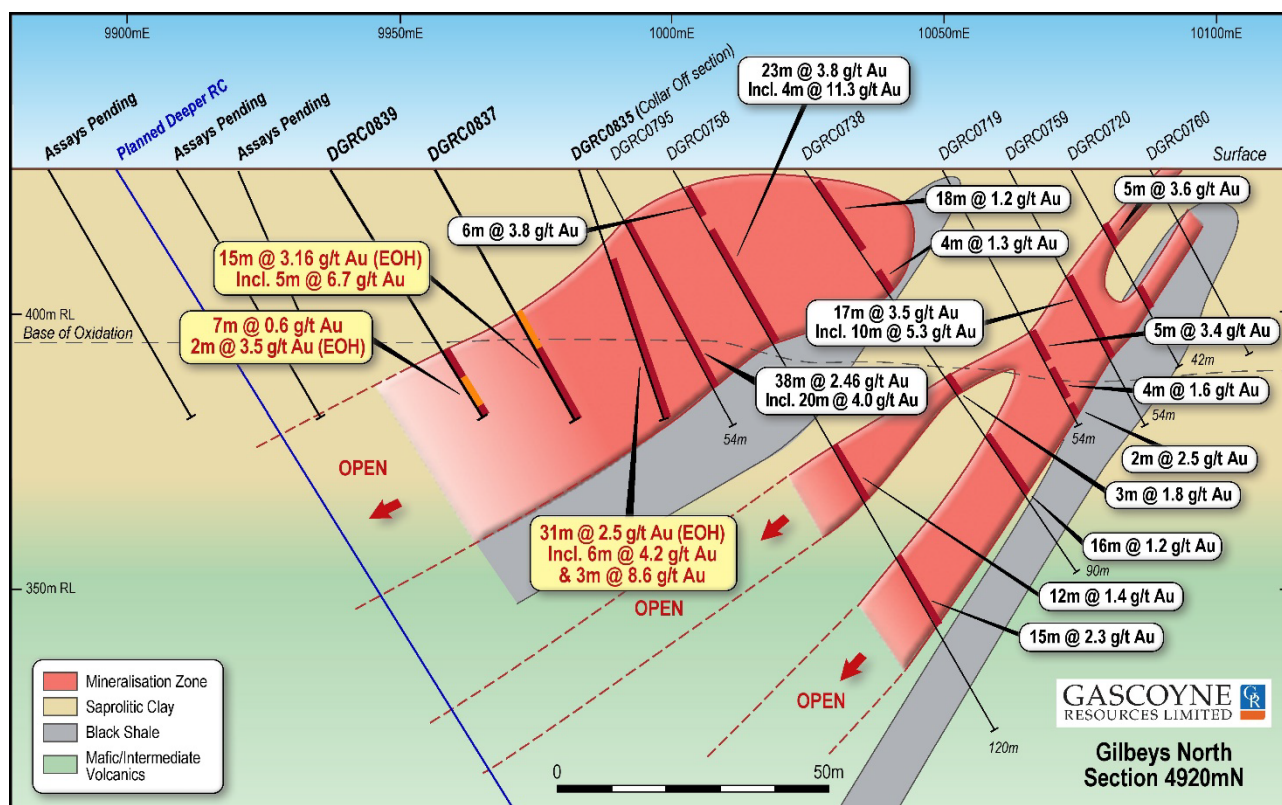 9900mE
9950mE
10000mE
10050mE
10100mE
Assays Pending
Planned Deeper RC
Assays Pending
Assays Pending
DGRC0839
DGRC0837
DGRC0835 (Collar Off section)
DGRC0795
DGRC0758
DGRC0738
DGRC0719
DGRC0759
DGRC0720
DGRC0760
Surface
23m @ 3.8 g/t Au
Incl. 4m @ 11.3 g/t Au
6m @ 3.8 g/t Au
18m @ 1.2 g/t Au
5m @ 3.6 g/t Au
4m @ 1.3 g/t Au
15m @ 3.16 g/t Au (EOH)
Incl. 5m @ 6.7 g/t Au
7m @ 0.6 g/t Au
2m @ 3.5 g/t Au (EOH)
17m @ 3.5 g/t Au
Incl. 10m @ 5.3 g/t Au
5m @ 3.4 g/t Au
400m RL
Base of Oxidation
38m @ 2.46 g/t Au
Incl. 20m @ 4.0 g/t Au
42m
4m @ 1.6 g/t Au
54m
54m
54m
2m @ 2.5 g/t Au
3m @ 1.8 g/t Au
OPEN
31m @ 2.5 g/t Au (EOH)
Incl. 6m @ 4.2 g/t Au
& 3m @ 8.6 g/t Au
16m @ 1.2 g/t Au
90m
350m RL
12m @ 1.4 g/t Au
OPEN
15m @ 2.3 g/t Au
OPEN
120m
Mineralisation Zone
Saprolitic Clay
Black Shale
Mafic/Intermediate
Volcanics
0
50m
GASCOYNE
RESOURCES LIMITED
GR
Gilbeys North
Section 4920mN